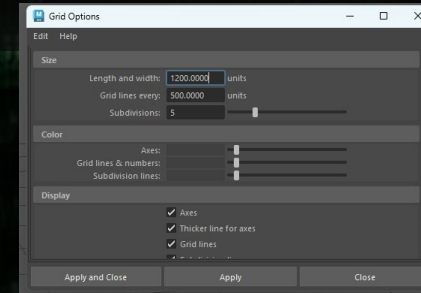 Grid Options
Edit Help
Size
Length and width: 1200.0000 units
Grid lines every: 500.0000 units
Subdivisions: 5
Color
Axes:
Grid lines & numbers:
Subdivision lines:
Display
Axes
Thicker line for axes
Grid lines
Apply and Close Apply Close